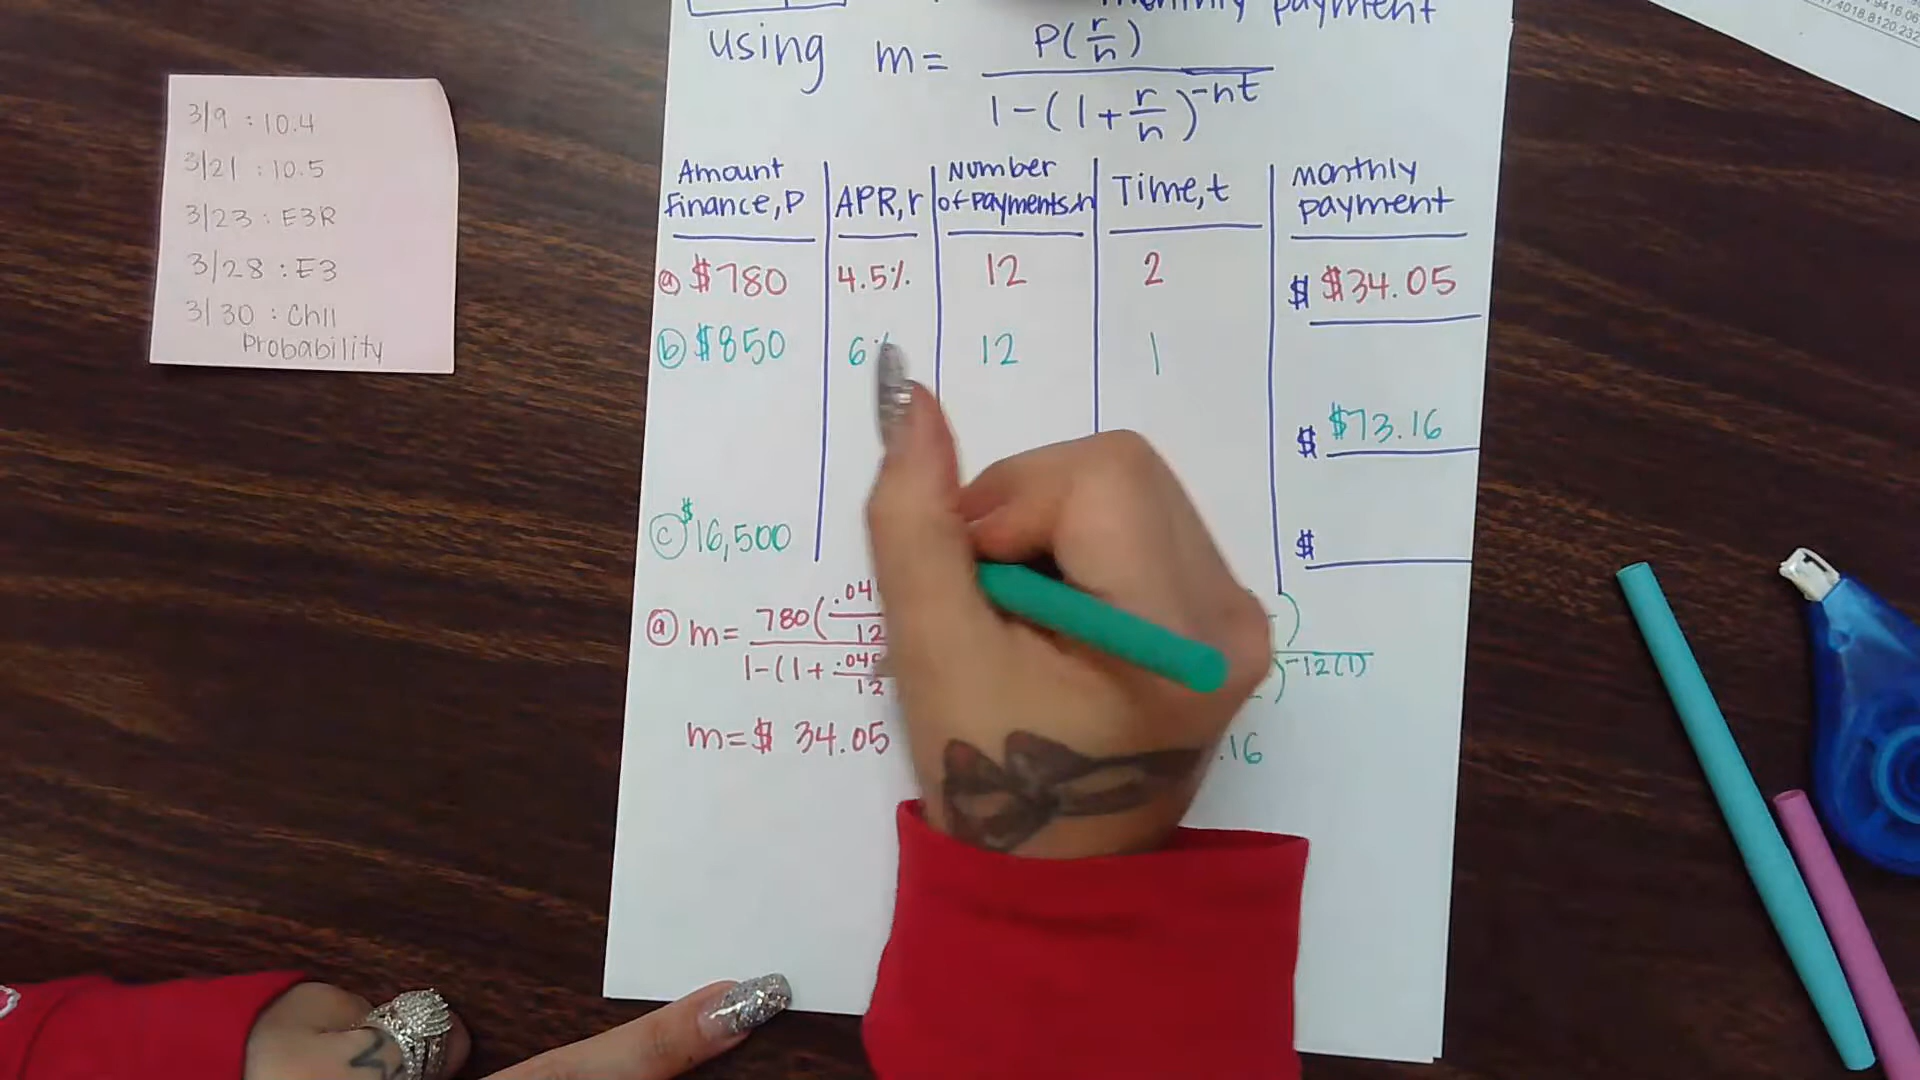 3/9 : 10.4
3/21 : 10.5
3/23 : E3R
3/28 : E3
3/30 : Ch11
Probability
payment
using m= P(r/n)
1-(1+r/n)^-nt
Amount Finance, P
APR, r
Number of Payments, n
Time, t
Monthly payment
(a) $780 4.5% 12 2 $ $34.05
(b) $850 6% 12 1
$ $73.16
(c) $16,500 $
(a) m= 780(.04
12
1-(1+ .045
12
-12(1)
m=$ 34.05
.16